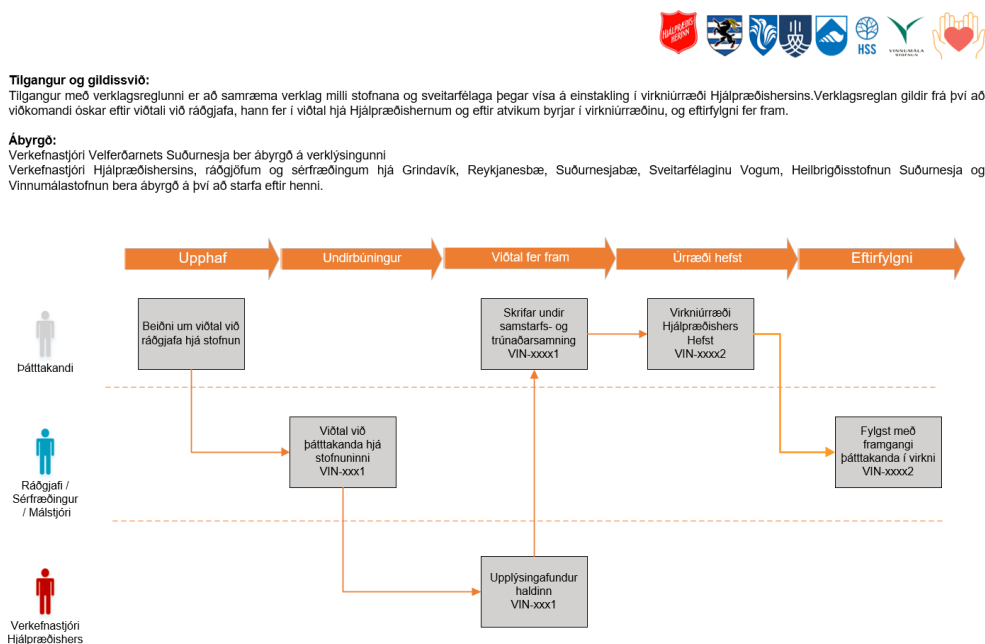 HJÁLPRÆÐIS
HERINN
HSS
VINNUMÁLA
STOFNUN
Tilgangur og gildissvið:
Tilgangur með verklagsreglunni er að samræma verklag milli stofnana og sveitarfélaga þegar vísa á einstakling í virkniúrræði Hjálpræðishersins.Verklagsreglan gildir frá því að
viðkomandi óskar eftir viðtali við ráðgjafa, hann fer í viðtal hjá Hjálpræðishernum og eftir atvikum byrjar í virkniúrræðinu, og eftirfylgni fer fram.
Ábyrgð:
Verkefnastjóri Velferðarnets Suðurnesja ber ábyrgð á verklýsingunni
Verkefnastjóri Hjálpræðishersins, ráðgjöfum og sérfræðingum hjá Grindavík, Reykjanesbæ, Suðurnesjabæ, Sveitarfélaginu Vogum, Heilbrigðisstofnun Suðurnesja og
Vinnumálastofnun bera ábyrgð á því að starfa eftir henni.
Upphaf
Undirbúningur
Viðtal fer fram
Úrræði hefst
Eftirfylgni
Þátttakandi
Beiðni um viðtal við
ráðgjafa hjá stofnun
Skrifar undir
samstarfs- og
trúnaðarsamning
VIN-xxxx1
Virkniúrræði
Hjálpræðishers
Hefst
VIN-xxxx2
Ráðgjafi /
Sérfræðingur
/ Málstjóri
Viðtal við
þátttakanda hjá
stofnuninni
VIN-xxx1
Fylgst með
framgangi
þátttakanda í virkni
VIN-xxxx2
Verkefnastjóri
Hjálpræðishers
Upplýsingafundur
haldinn
VIN-xxx1